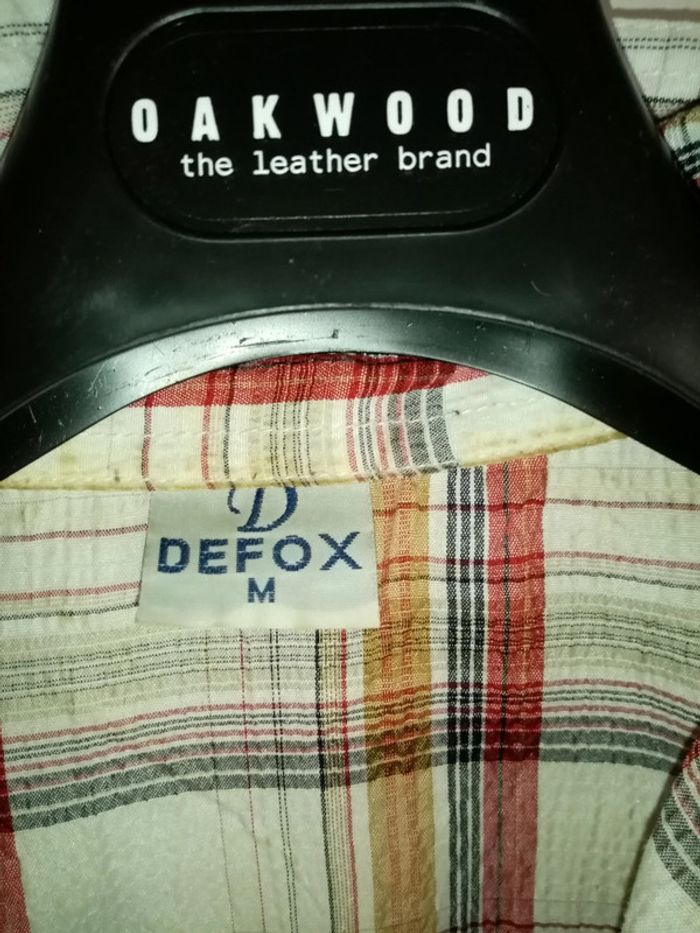 OAKWOOD
the leather brand
D
DEFOX
M